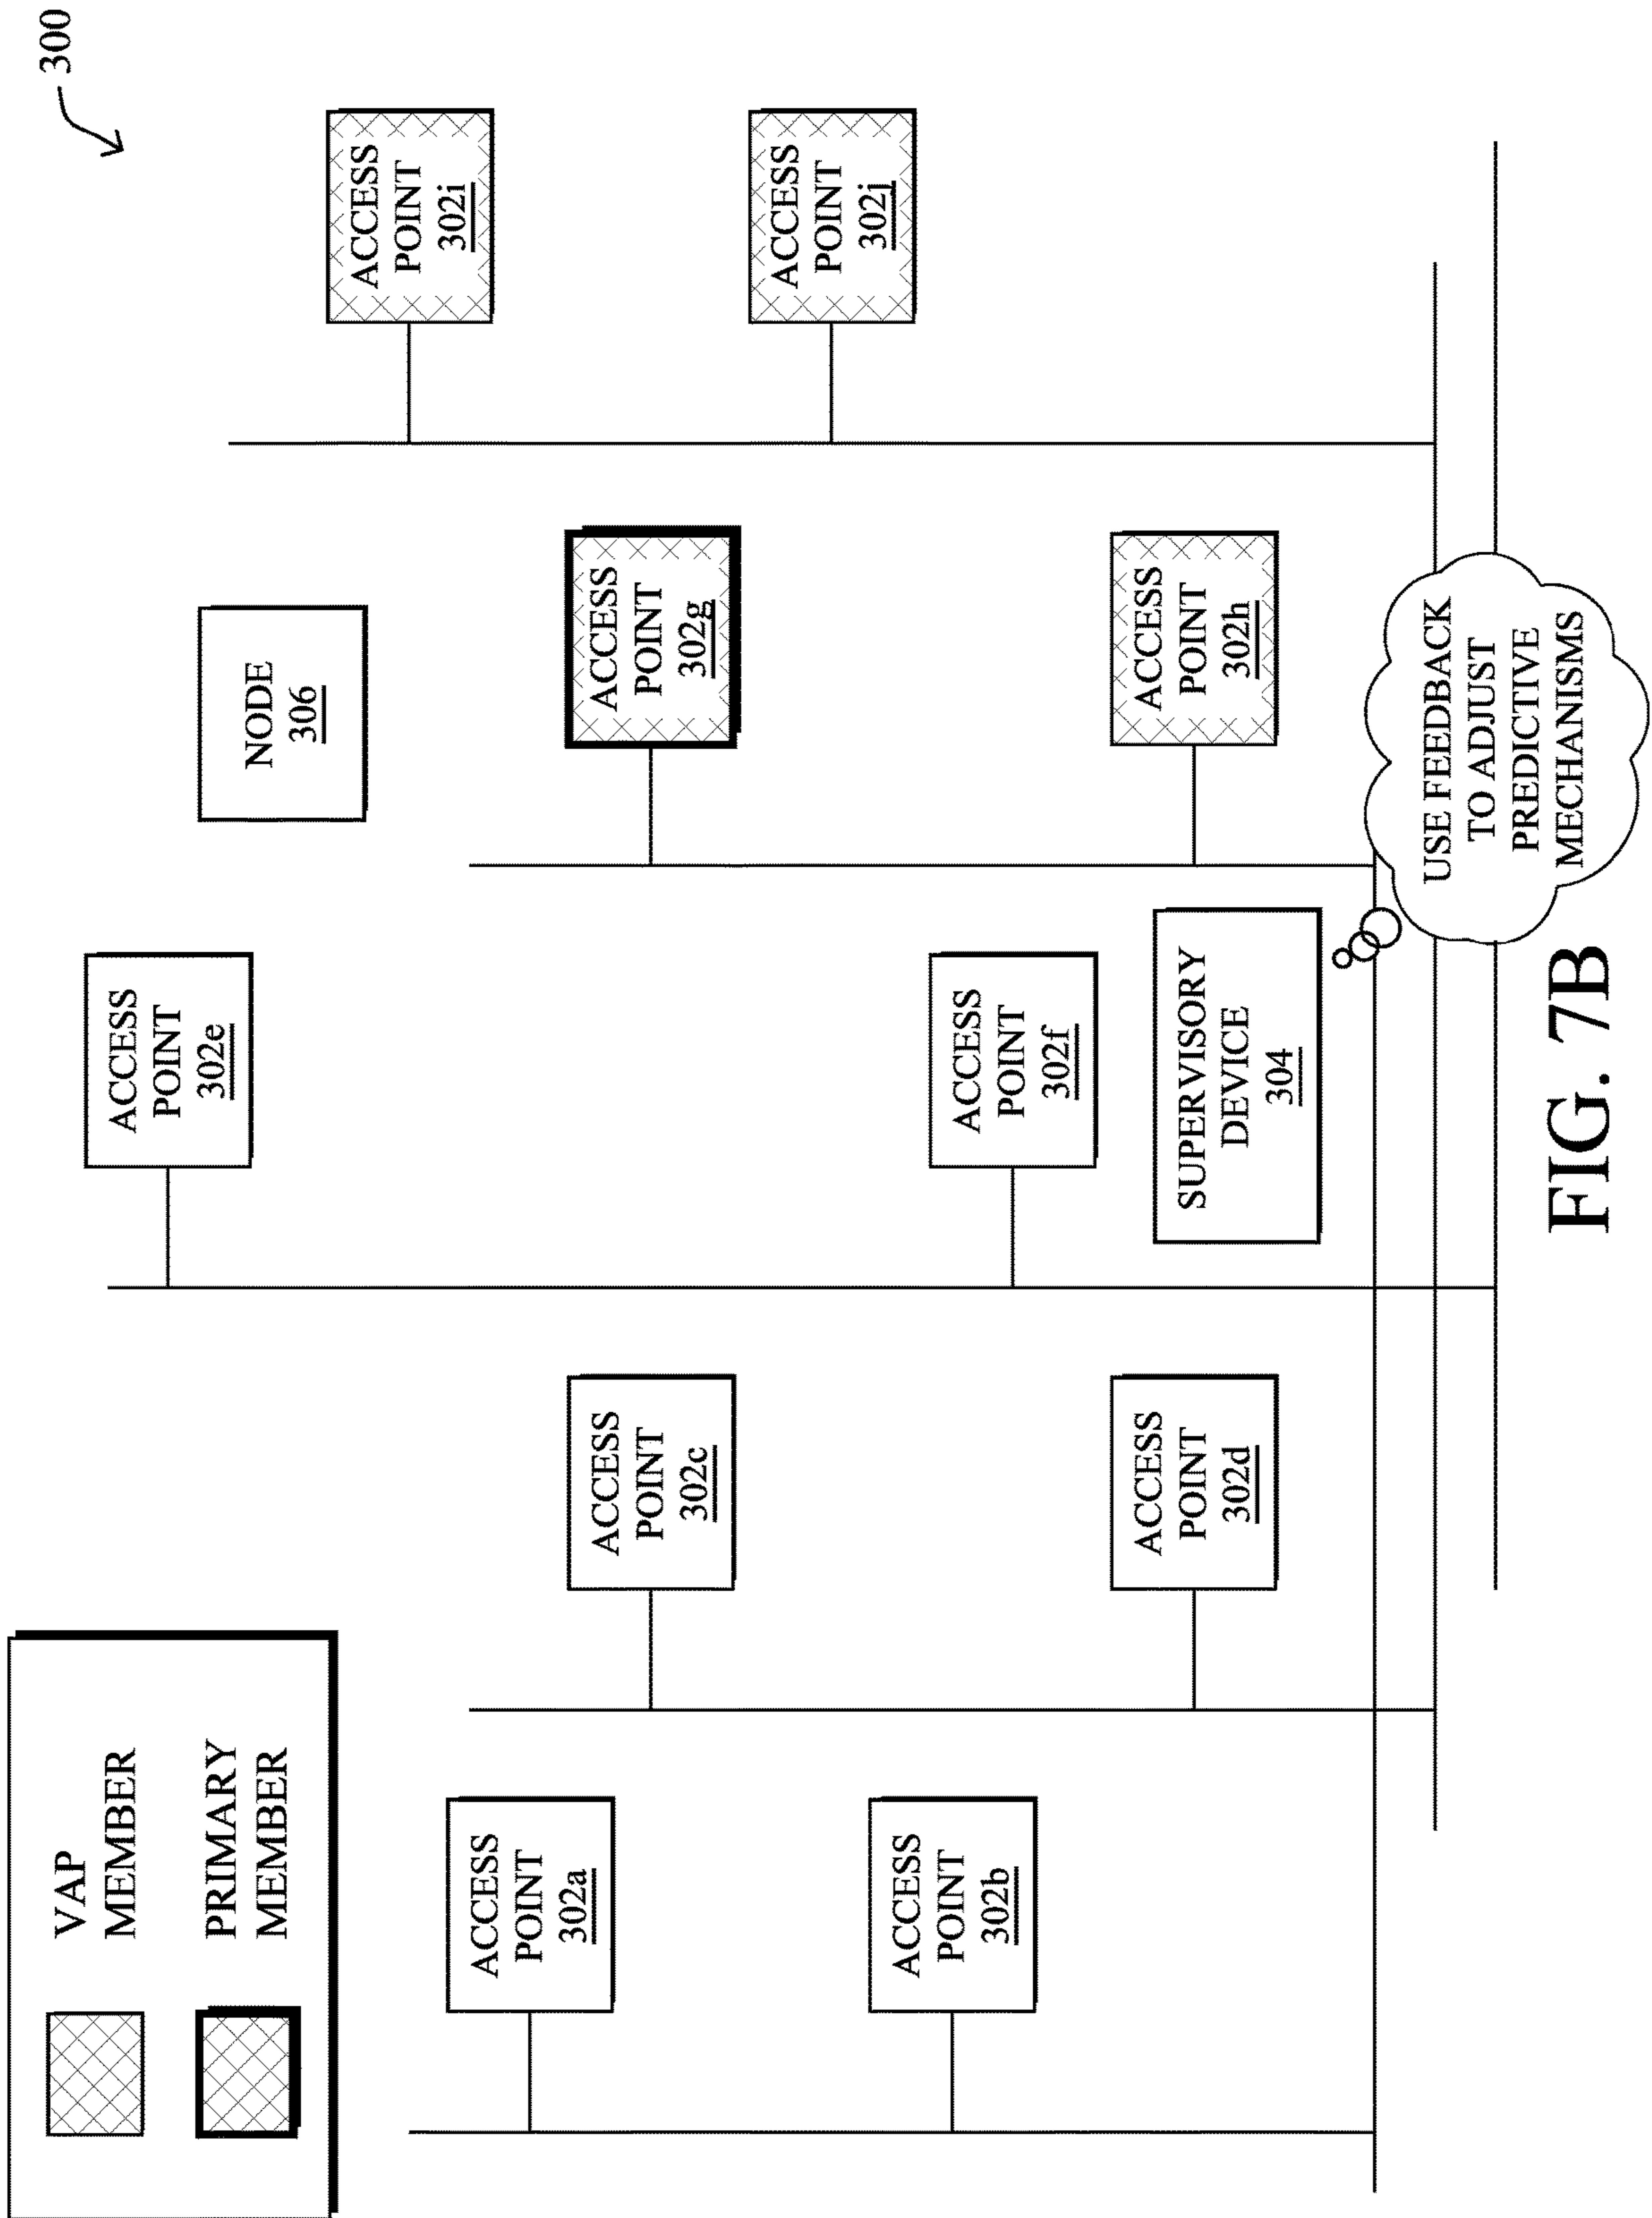 300
VAP
MEMBER
PRIMARY
MEMBER
ACCESS
POINT
302a
ACCESS
POINT
302b
ACCESS
POINT
302c
ACCESS
POINT
302d
ACCESS
POINT
302e
ACCESS
POINT
302f
SUPERVISORY
DEVICE
304
NODE
306
ACCESS
POINT
302g
ACCESS
POINT
302h
ACCESS
POINT
302i
ACCESS
POINT
302j
USE FEEDBACK
TO ADJUST
PREDICTIVE
MECHANISMS
FIG. 7B